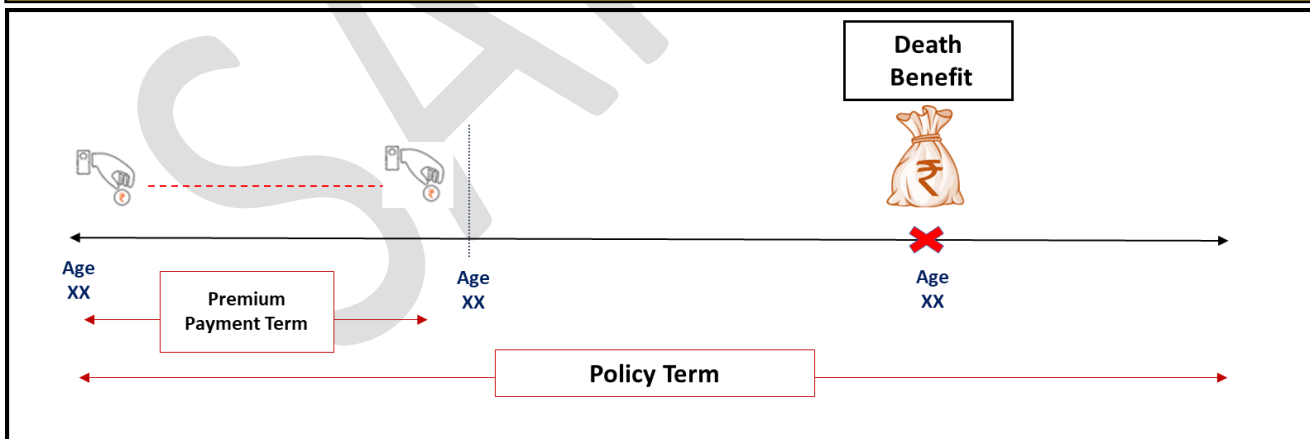 Death
Benefit
₹
₹
₹
Age
XX
Age
XX
Age
XX
Premium
Payment Term
Policy Term